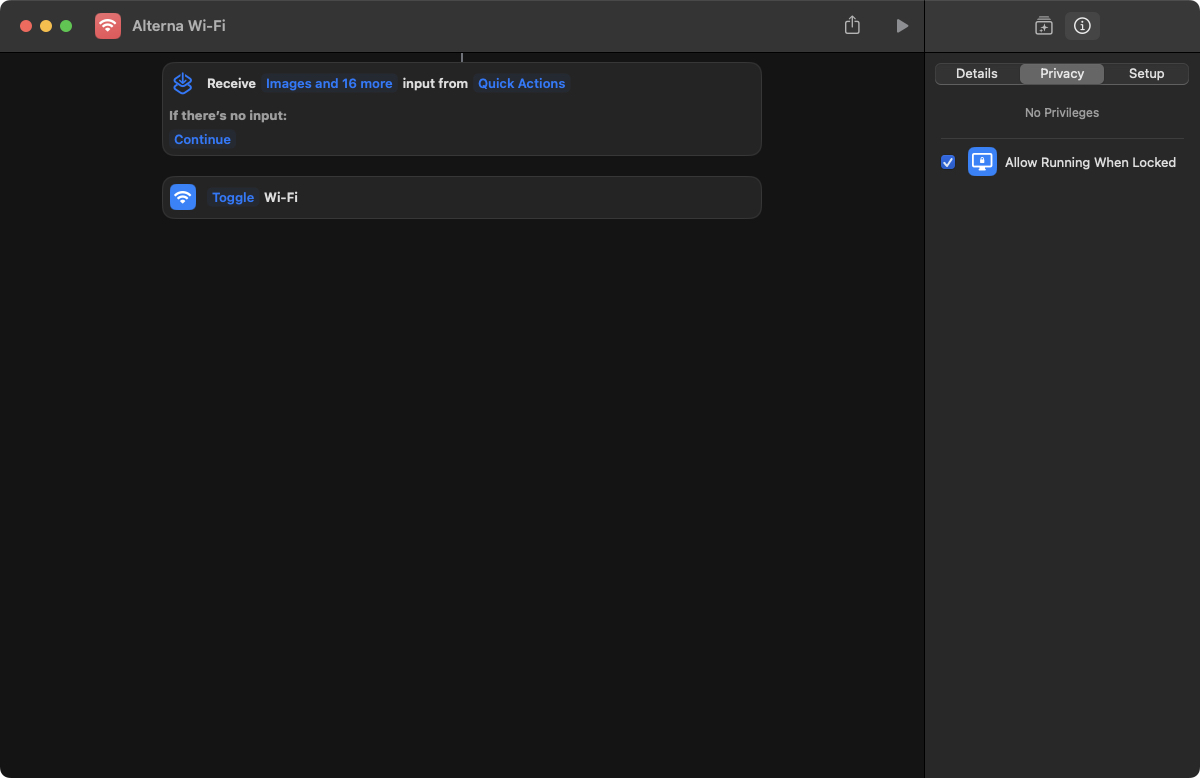 Alterna Wi-Fi
Receive Images and 16 more input from Quick Actions
If there’s no input:
Continue
Toggle Wi-Fi
Details Privacy Setup
No Privileges
Allow Running When Locked